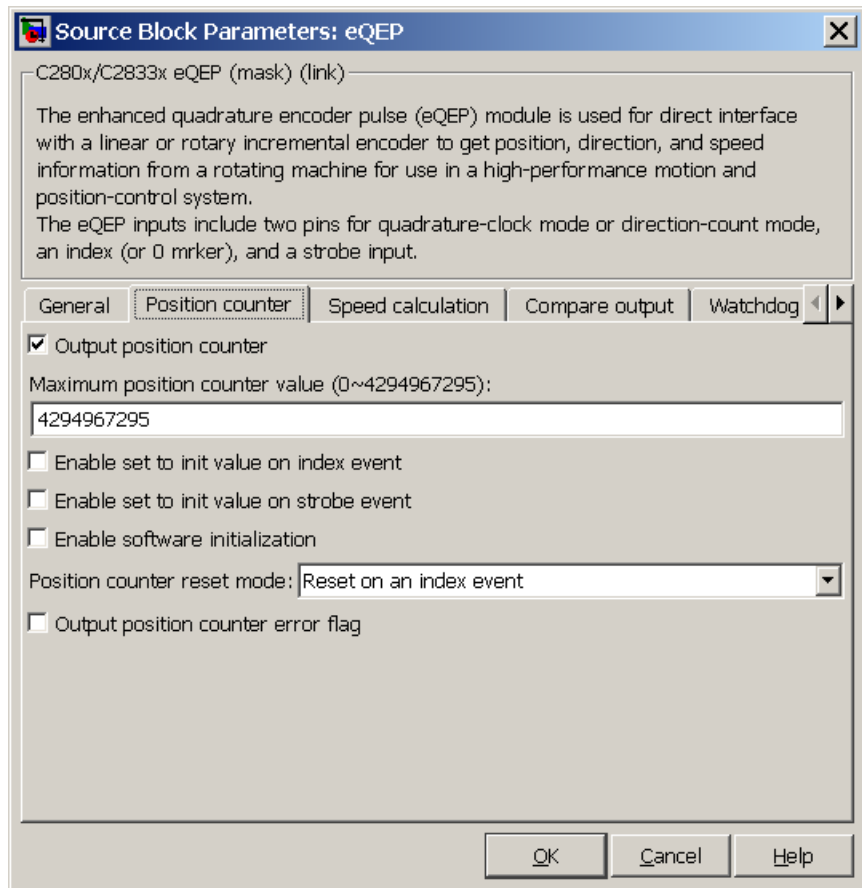 Source Block Parameters: eQEP
C280x/C2833x eQEP (mask) (link)
The enhanced quadrature encoder pulse (eQEP) module is used for direct interface
with a linear or rotary incremental encoder to get position, direction, and speed
information from a rotating machine for use in a high-performance motion and
position-control system.
The eQEP inputs include two pins for quadrature-clock mode or direction-count mode,
an index (or 0 mrker), and a strobe input.
General Position counter Speed calculation Compare output Watchdog
Output position counter
Maximum position counter value (0~4294967295):
4294967295
Enable set to init value on index event
Enable set to init value on strobe event
Enable software initialization
Position counter reset mode: Reset on an index event
Output position counter error flag
OK Cancel Help